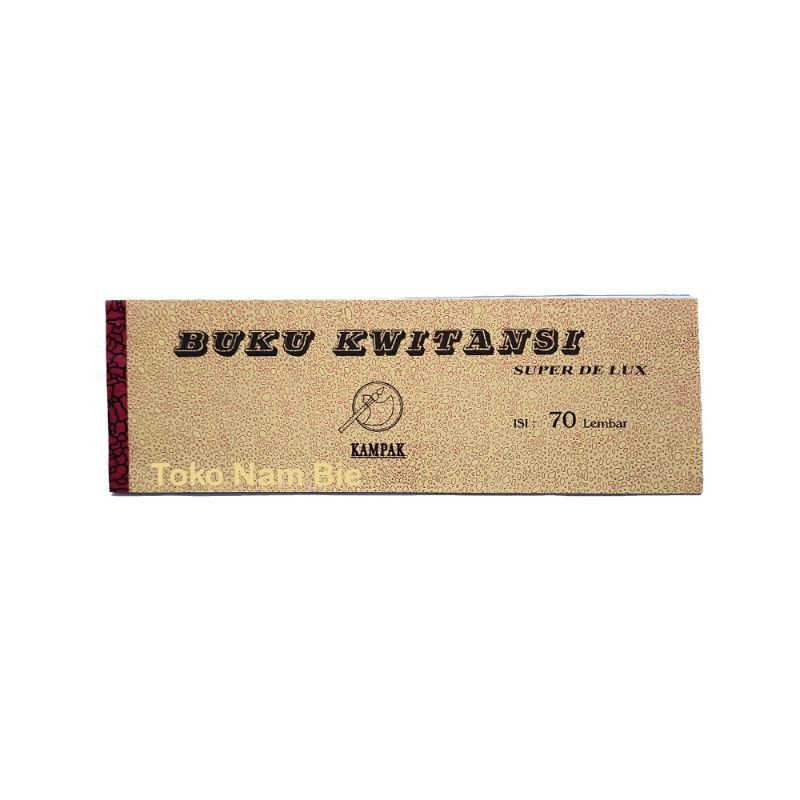 BUKU KWITANSI
SUPER DE LUX
ISI : 70 Lembar
KAMPAK
Toko Nam Bie